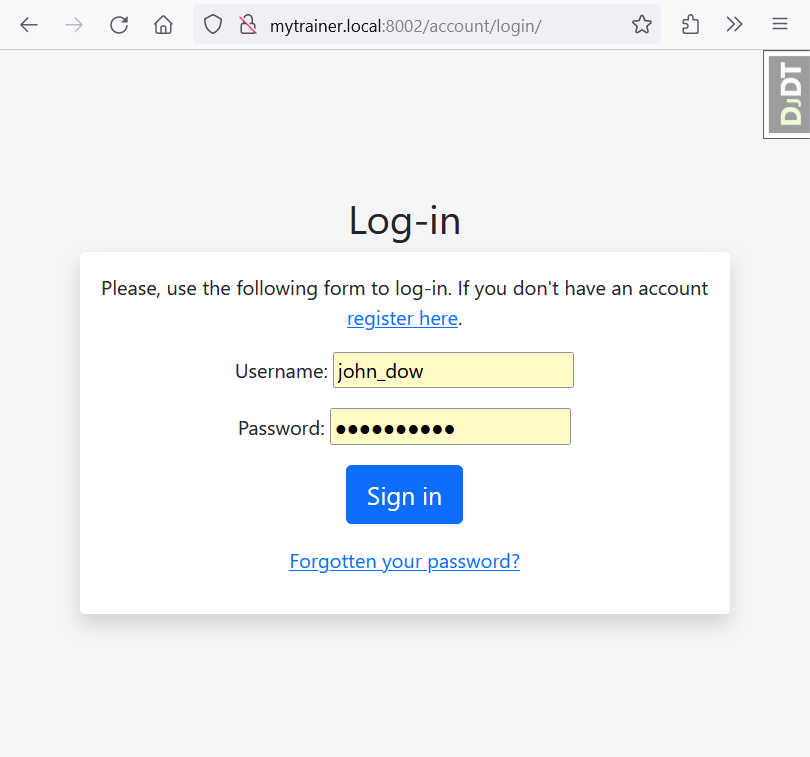 mytrainer.local:8002/account/login/
DJDT
Log-in
Please, use the following form to log-in. If you don't have an account
register here.
Username: john_dow
Password: ●●●●●●●●●●
Sign in
Forgotten your password?